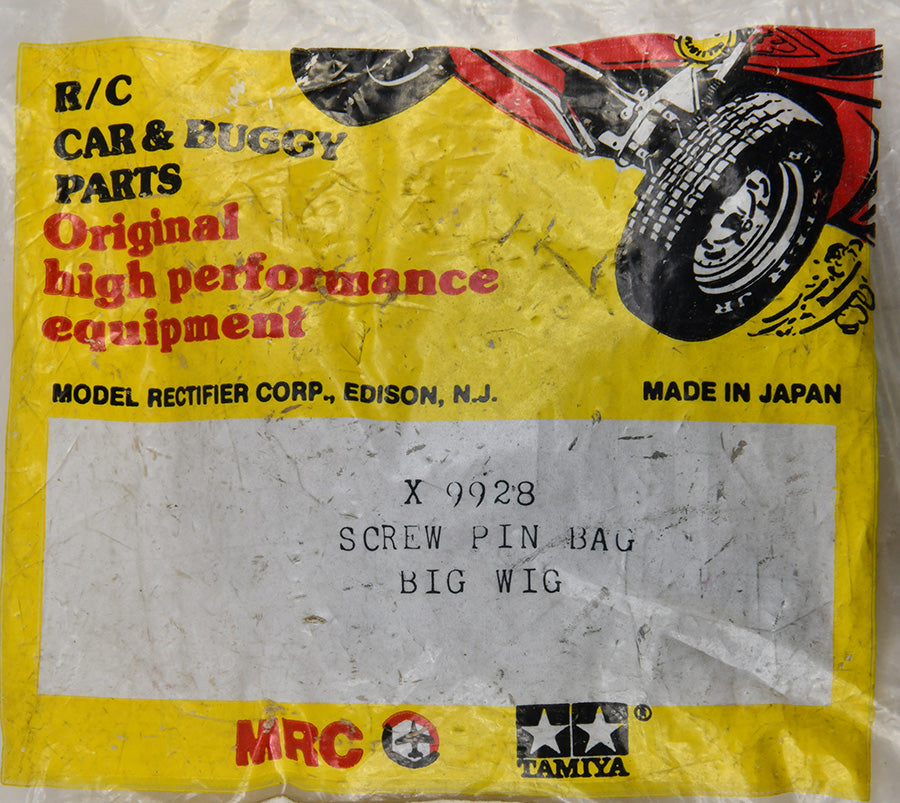 R/C
CAR & BUGGY
PARTS
Original
high performance
equipment
MODEL RECTIFIER CORP., EDISON, N.J.
MADE IN JAPAN
X 9928
SCREW PIN BAG
BIG WIG
MRC
TAMIYA